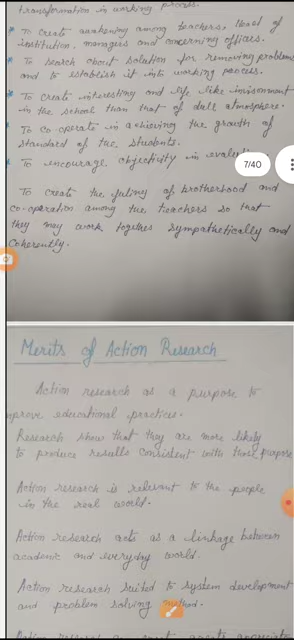 transformation in working process.
* To create awakening among teachers, Head of
institution, managers and concerning offices.
* To search about solution for removing problems
and to establish it into working process.
* To create interesting and life like
in the school than that of dull atmosphere.
* To co-operate in achieving the growth of
standard of the students.
* To encourage objectivity in
7/40
To create the of brotherhood and
co-operation among the teachers so that
they may work together sympathetically and
coherently.
Merits of Action Research
Action research as a purpose to
improve educational practices.
Research show that they are more likely
to produce results consistent with those purpose
Action research is relevant to the people
in the real world.
Action research acts as a linkage between
academic and everyday world.
Action research suited to system development
and problem solving method.